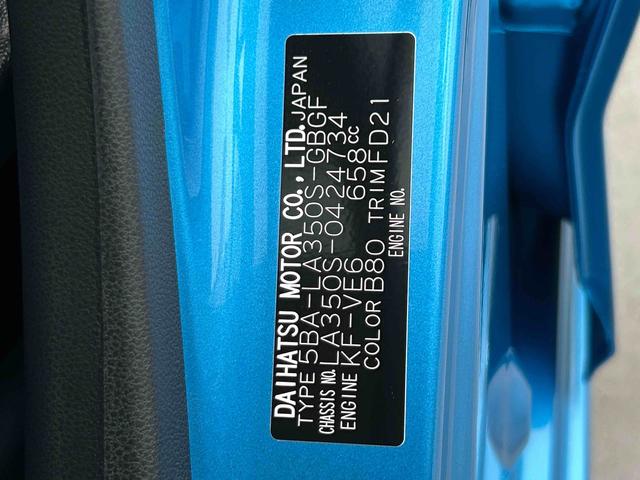 DAIHATSU MOTOR CO., LTD. JAPAN
TYPE 5BA-LA350S-GBGF
CHASSIS NO. LA350S-0424734
ENGINE KF-VE6 658cc
COLOR B80 TRIM FD21
ENGINE NO.